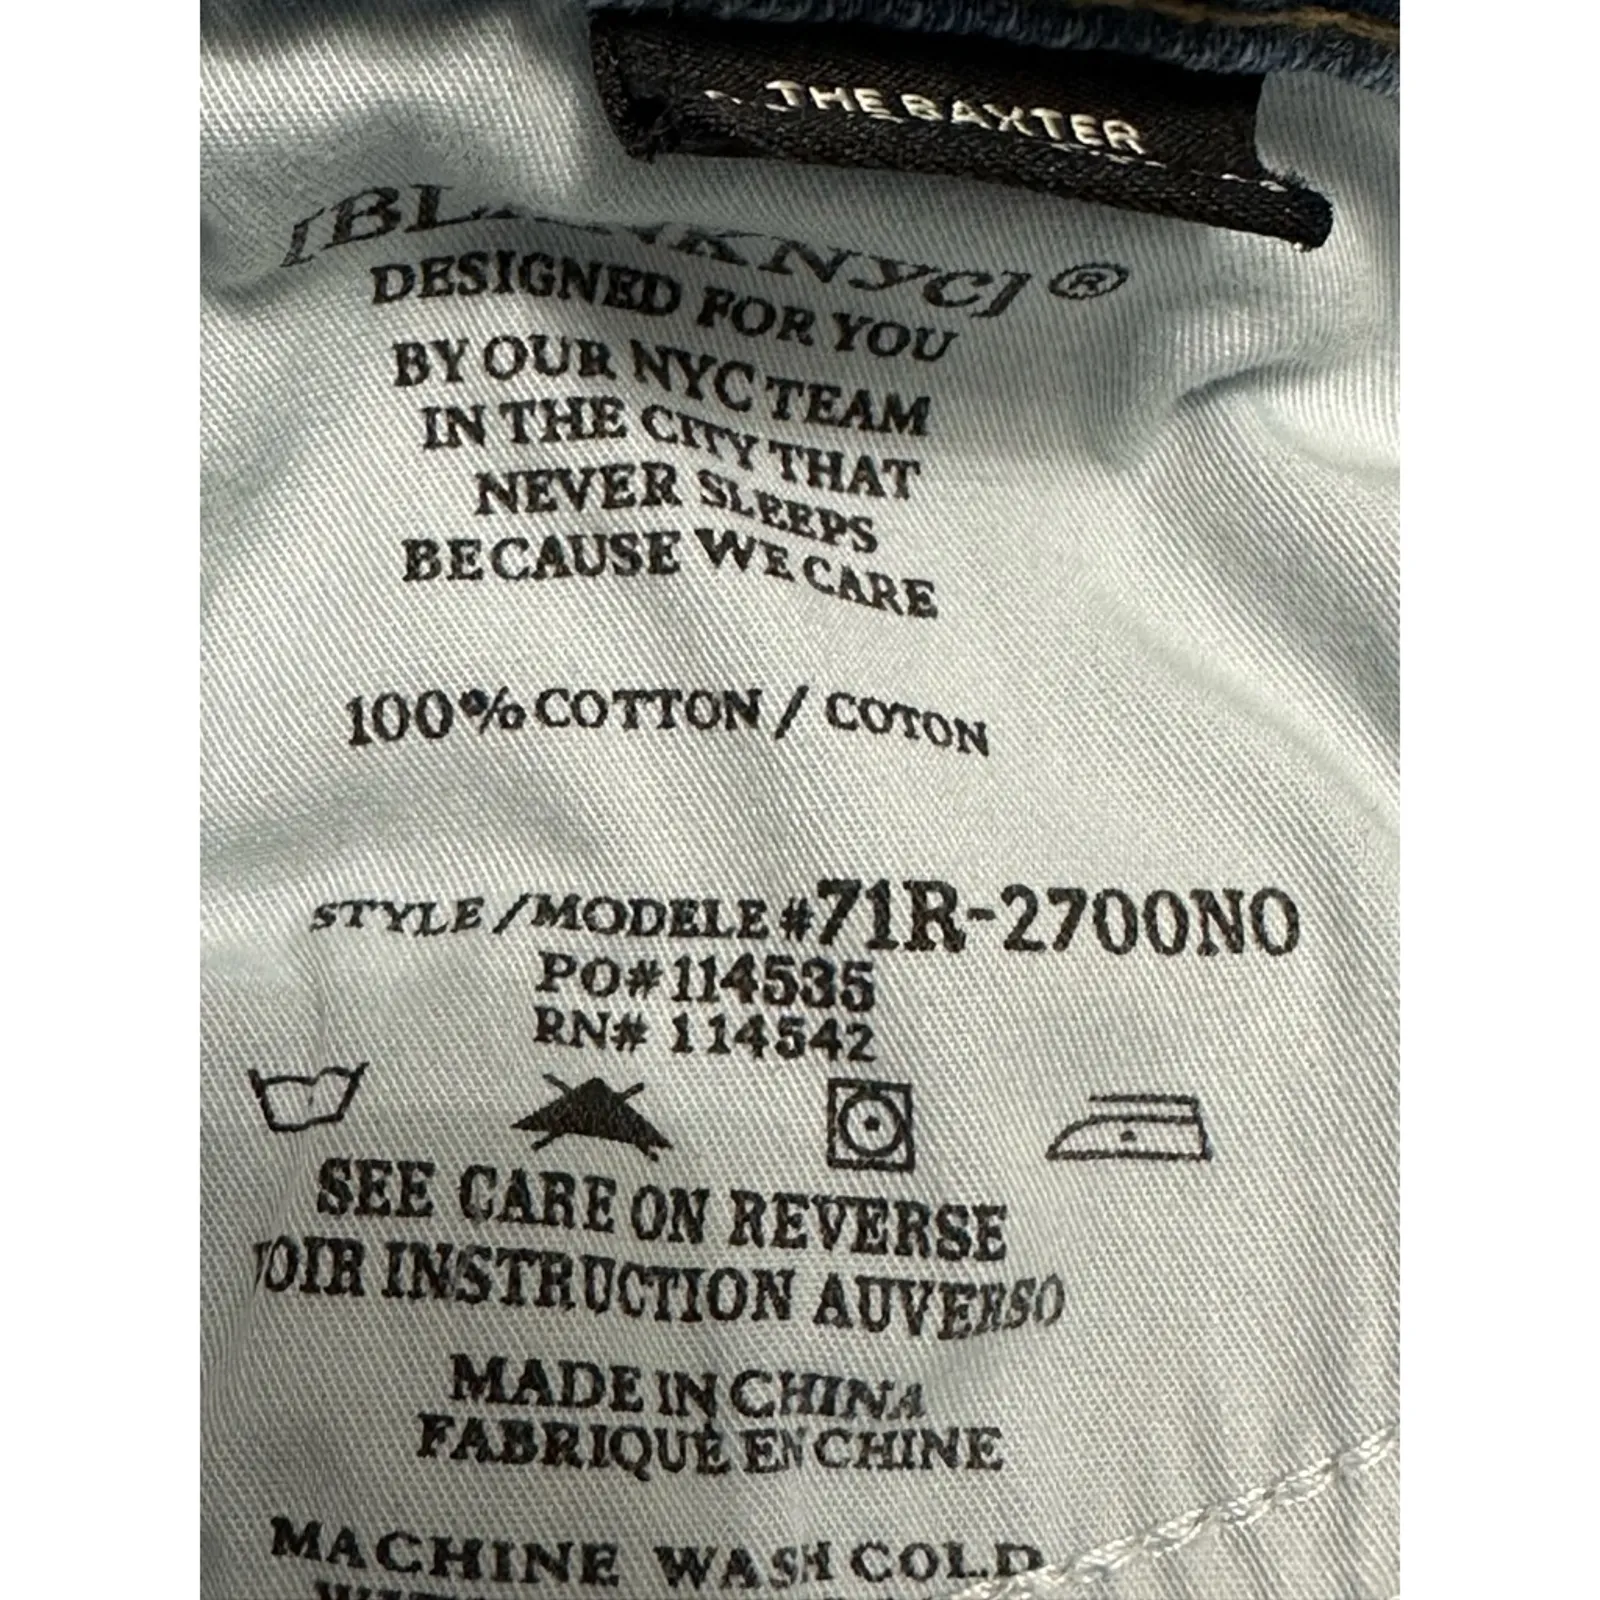 THE BAXTER
[BLANKNYC]®
DESIGNED FOR YOU
BY OUR NYC TEAM
IN THE CITY THAT
NEVER SLEEPS
BECAUSE WE CARE
100% COTTON / COTON
STYLE/MODELE #71R-2700NO
PO# 114535
RN# 114542
SEE CARE ON REVERSE
VOIR INSTRUCTION AUVERSO
MADE IN CHINA
FABRIQUÉ EN CHINE
MACHINE WASH COLD